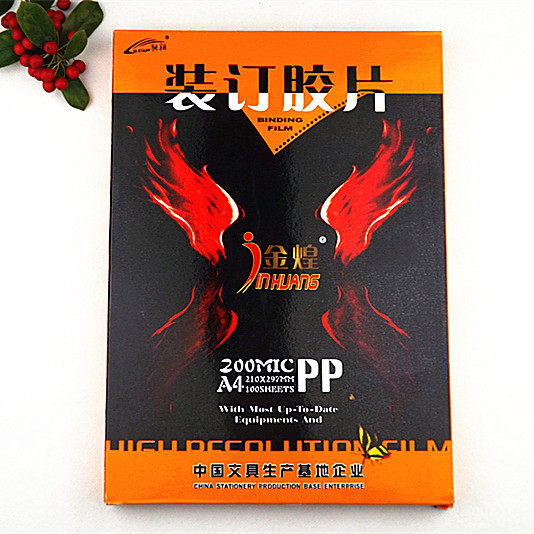 装订胶片
BINDING
FILM
金煌®
JINHUANG
200MIC
A4 210X297MM
100SHEETS
PP
With Most Up-To-Date
Equipments And
HIGH RESOLUTION FILM
中国文具生产基地企业
CHINA STATIONERY PRODUCTION BASE ENTERPRISE